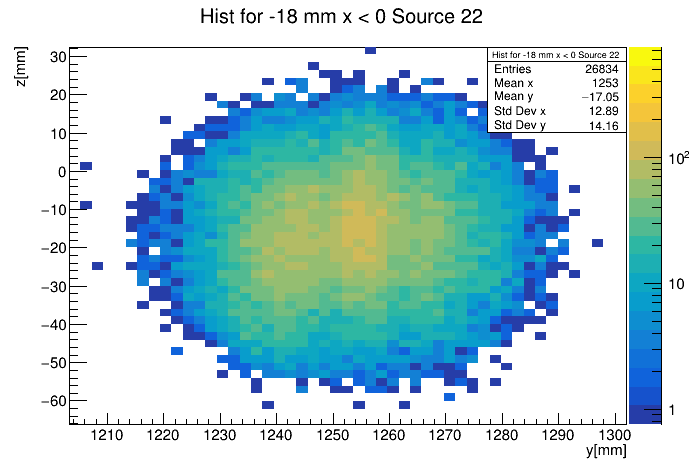 Hist for -18 mm x < 0 Source 22
z[mm]
30
20
10
0
−10
−20
−30
−40
−50
−60
Hist for -18 mm x < 0 Source 22
Entries 26834
Mean x 1253
Mean y −17.05
Std Dev x 12.89
Std Dev y 14.16
10²
10
1
1210 1220 1230 1240 1250 1260 1270 1280 1290 1300
y[mm]